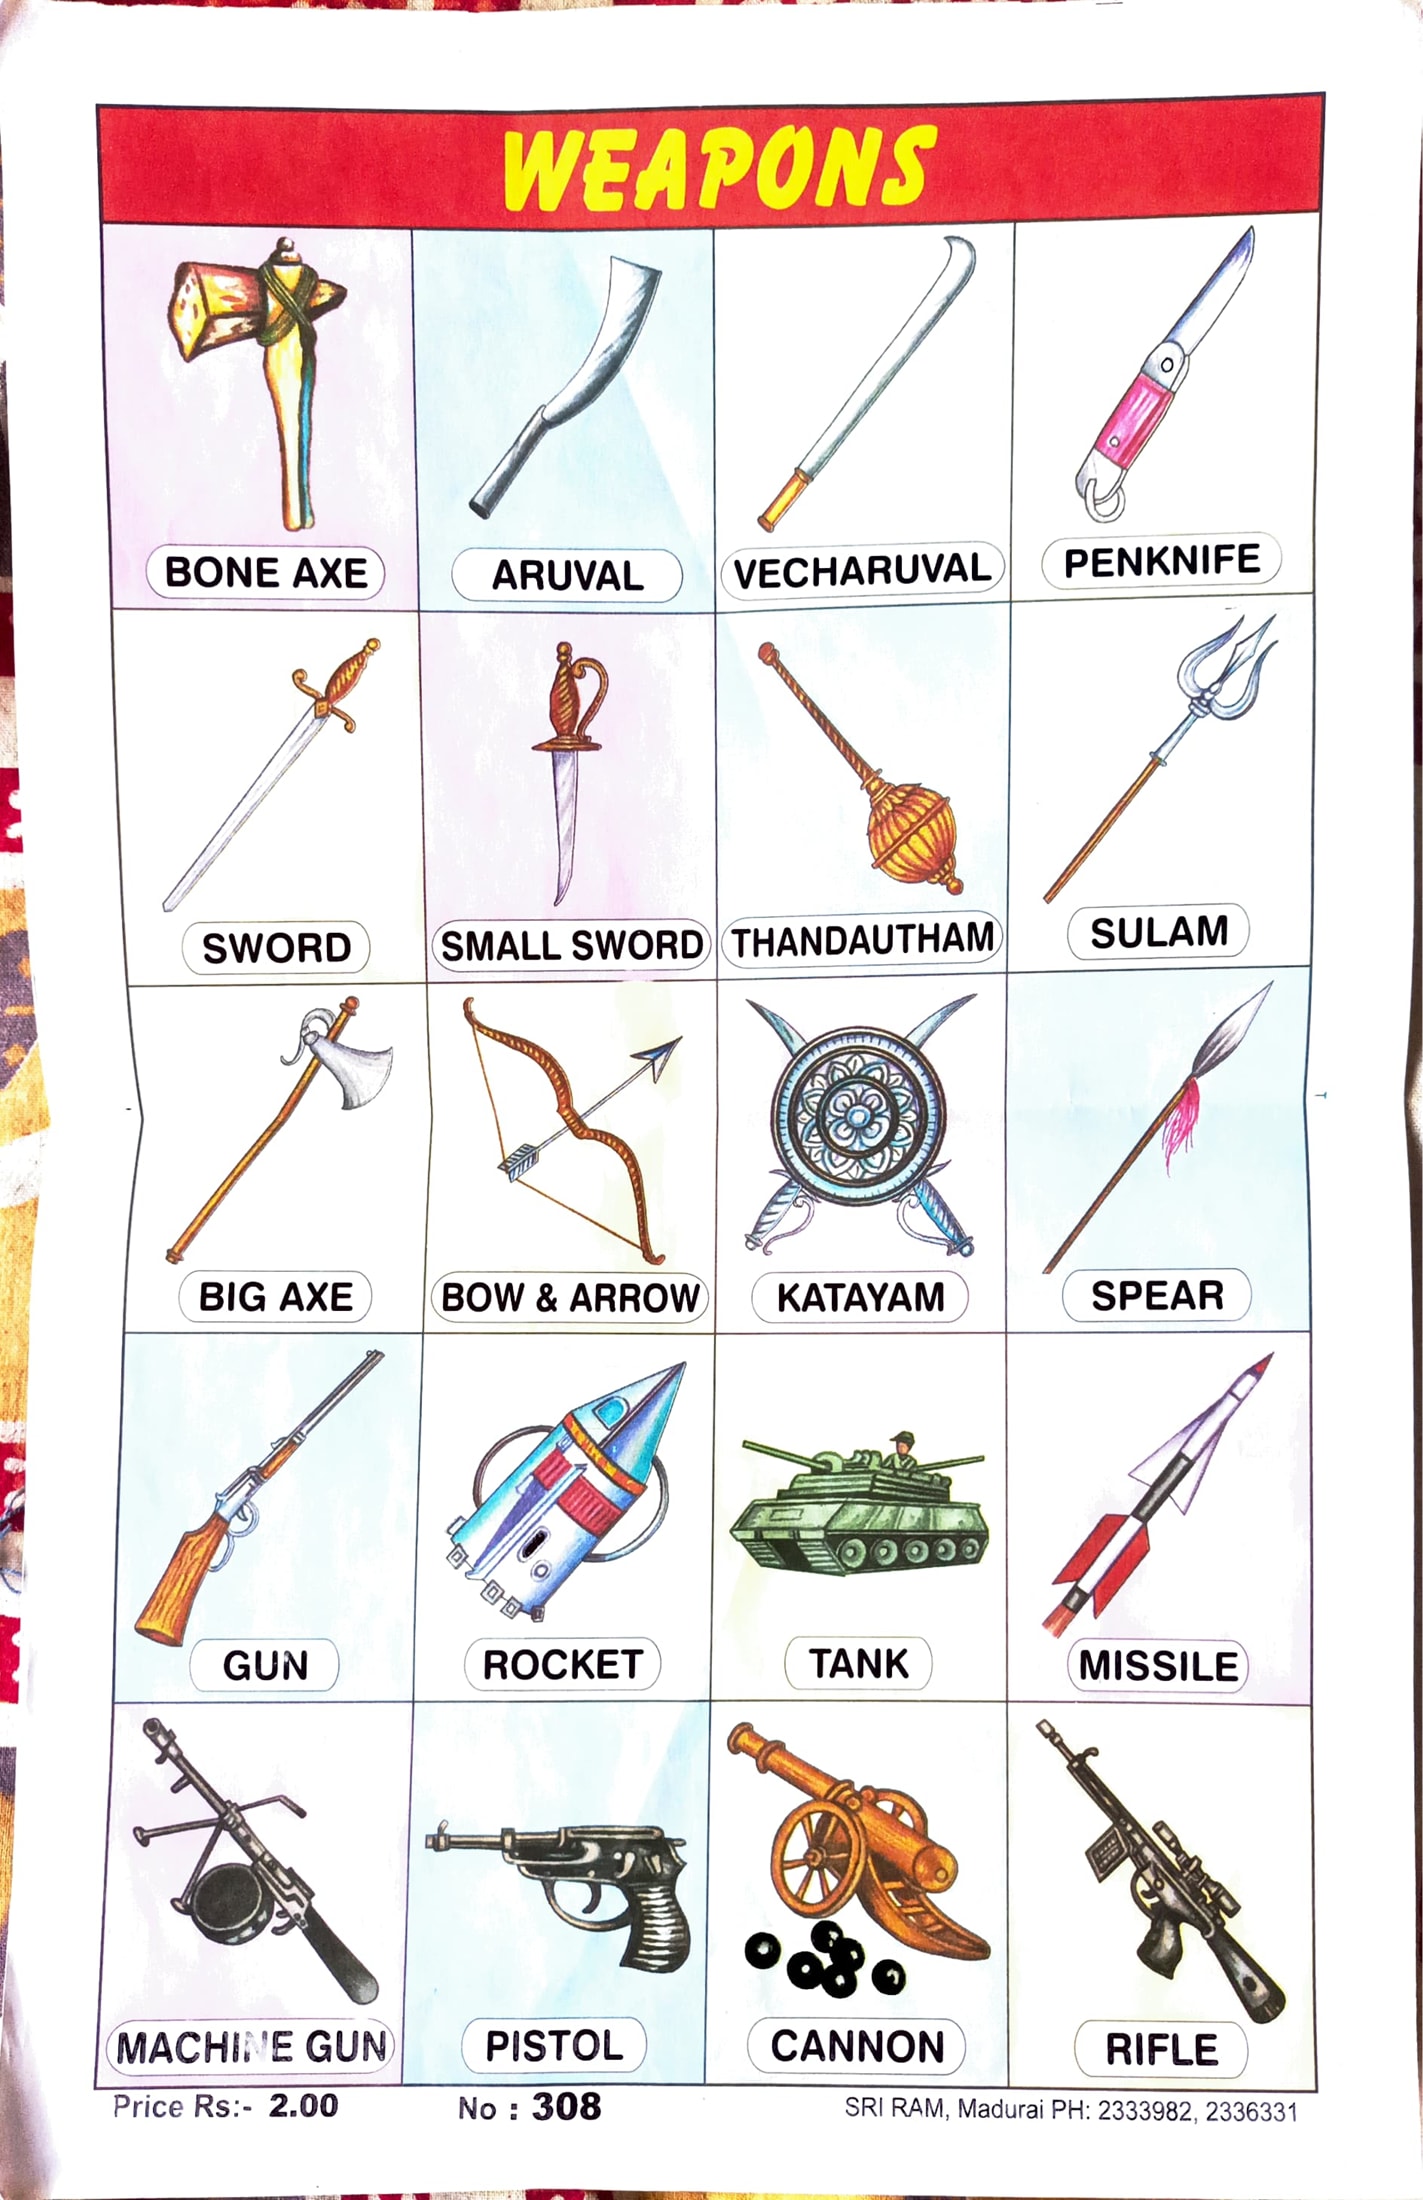 WEAPONS
BONE AXE
ARUVAL
VECHARUVAL
PENKNIFE
SWORD
SMALL SWORD
THANDAUTHAM
SULAM
BIG AXE
BOW & ARROW
KATAYAM
SPEAR
GUN
ROCKET
TANK
MISSILE
MACHINE GUN
PISTOL
CANNON
RIFLE
Price Rs:- 2.00
No : 308
SRI RAM, Madurai PH: 2333982, 2336331